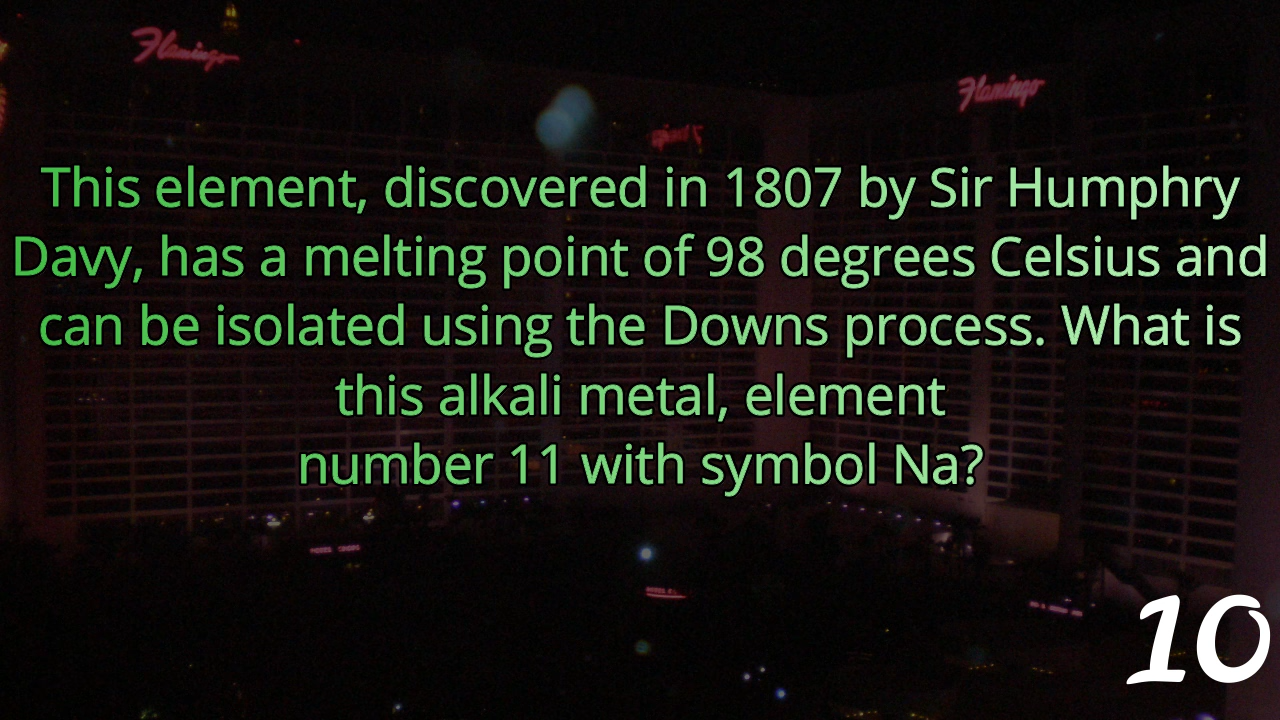 Flamingo
Flamingo
This element, discovered in 1807 by Sir Humphry
Davy, has a melting point of 98 degrees Celsius and
can be isolated using the Downs process. What is
this alkali metal, element
number 11 with symbol Na?
10